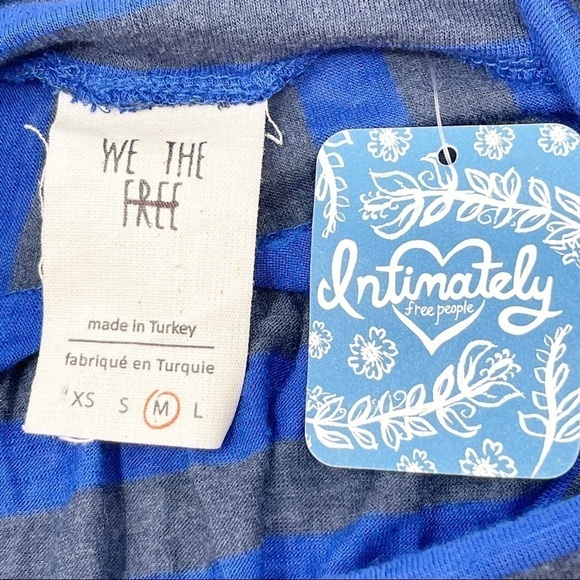 WE THE
FREE
made in Turkey
fabriqué en Turquie
XS S M L
Intimately
free people